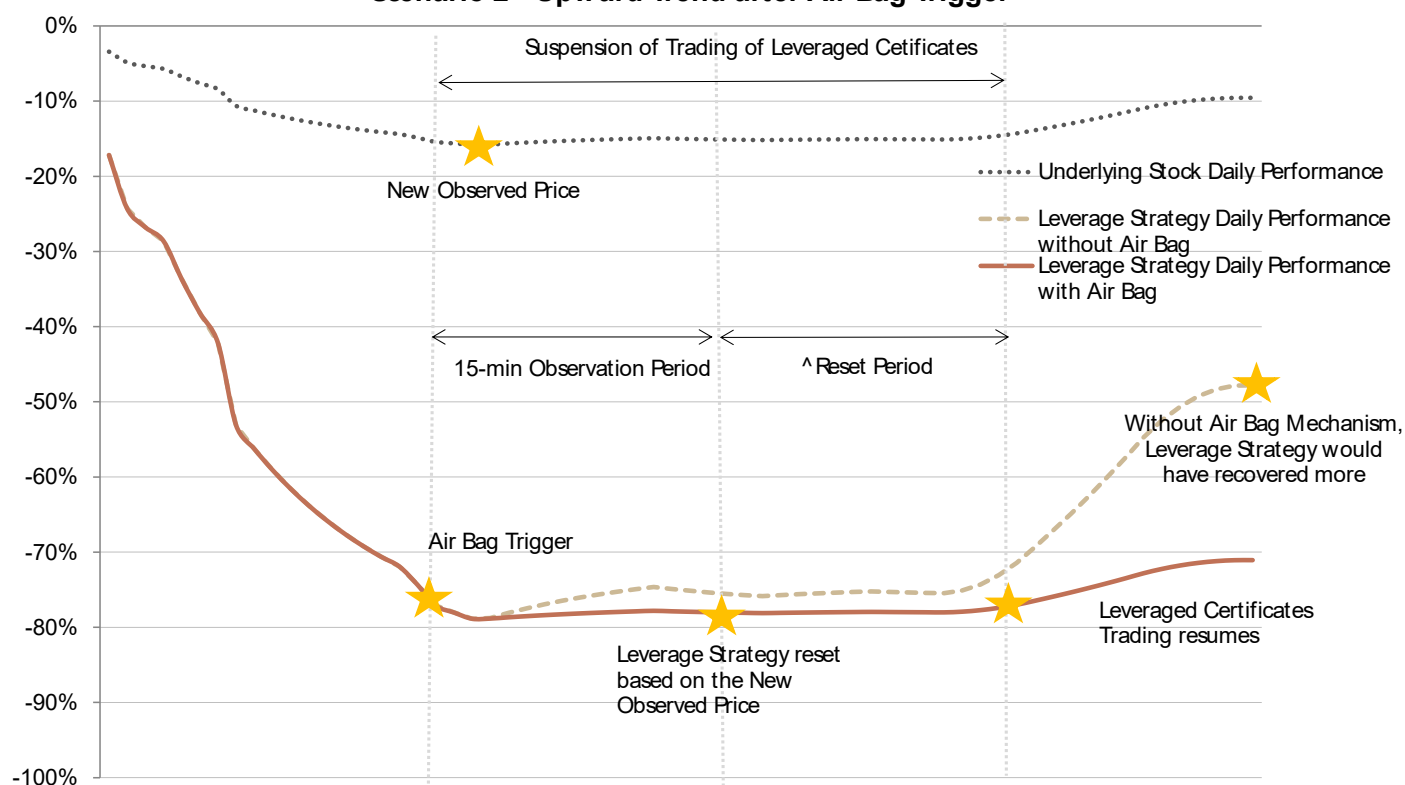 0%
Suspension of Trading of Leveraged Cetificates
-10%
New Observed Price
-20%
Underlying Stock Daily Performance
Leverage Strategy Daily Performance
without Air Bag
Leverage Strategy Daily Performance
with Air Bag
-30%
-40%
15-min Observation Period
^Reset Period
-50%
Without Air Bag Mechanism,
Leverage Strategy would
have recovered more
-60%
Air Bag Trigger
-70%
-80%
Leveraged Certificates
Trading resumes
Leverage Strategy reset
based on the New
Observed Price
-90%
-100%